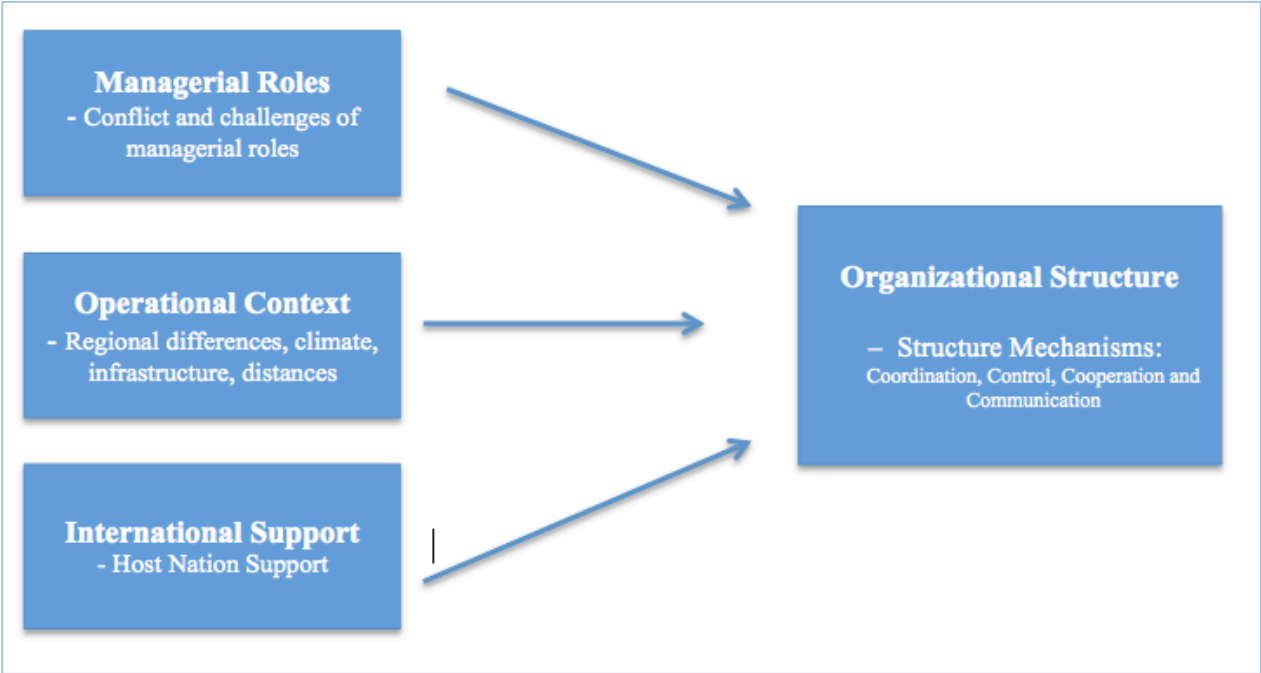 Managerial Roles
- Conflict and challenges of
managerial roles
Operational Context
- Regional differences, climate,
infrastructure, distances
International Support
- Host Nation Support
Organizational Structure
– Structure Mechanisms:
Coordination, Control, Cooperation and
Communication